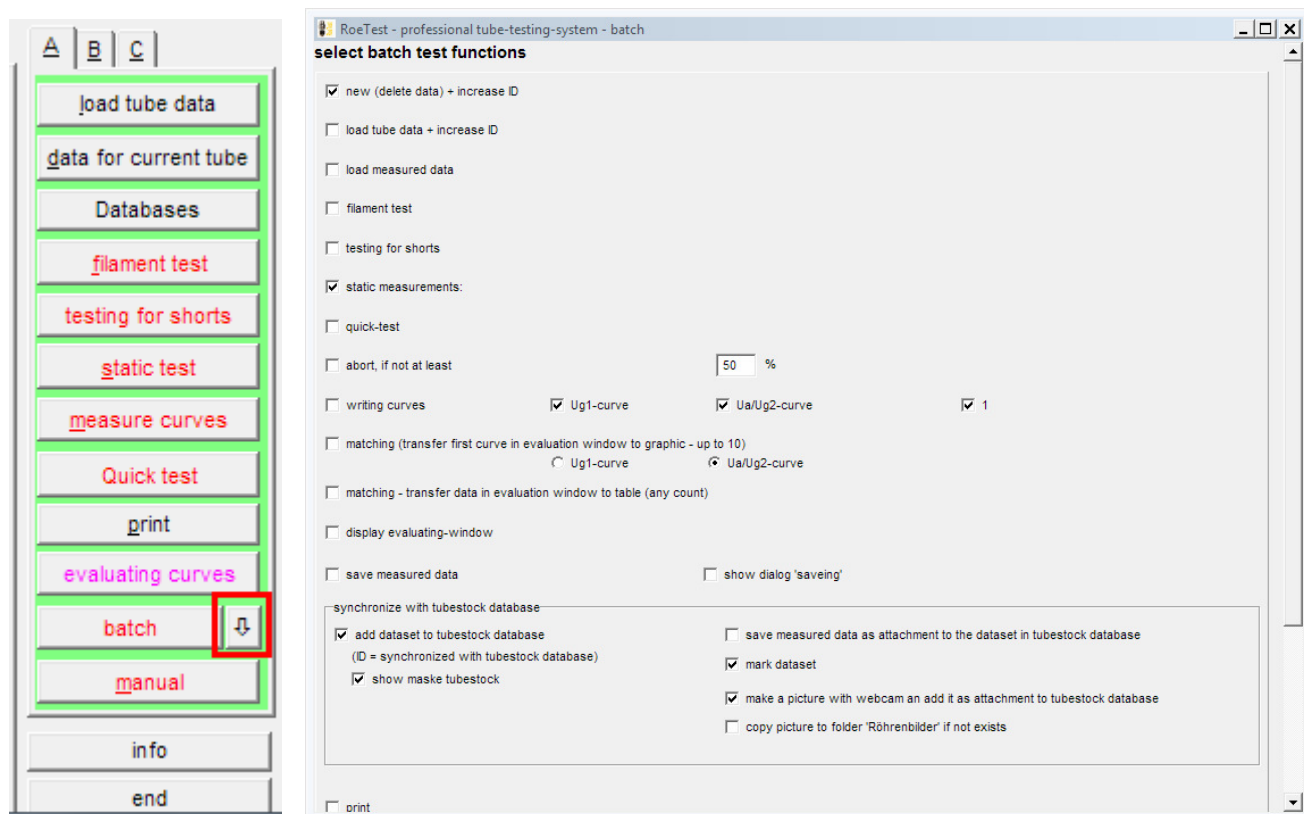 A B C
load tube data
data for current tube
Databases
filament test
testing for shorts
static test
measure curves
Quick test
print
evaluating curves
batch
manual
info
end
RoeTest - professional tube-testing-system - batch
select batch test functions
new (delete data) + increase ID
load tube data + increase ID
load measured data
filament test
testing for shorts
static measurements:
quick-test
abort, if not at least 50 %
writing curves Ug1-curve Ua/Ug2-curve 1
matching (transfer first curve in evaluation window to graphic - up to 10)
Ug1-curve Ua/Ug2-curve
matching - transfer data in evaluation window to table (any count)
display evaluating-window
save measured data show dialog 'saveing'
synchronize with tubestock database
add dataset to tubestock database
(ID = synchronized with tubestock database)
show maske tubestock
save measured data as attachment to the dataset in tubestock database
mark dataset
make a picture with webcam an add it as attachment to tubestock database
copy picture to folder 'Röhrenbilder' if not exists
print